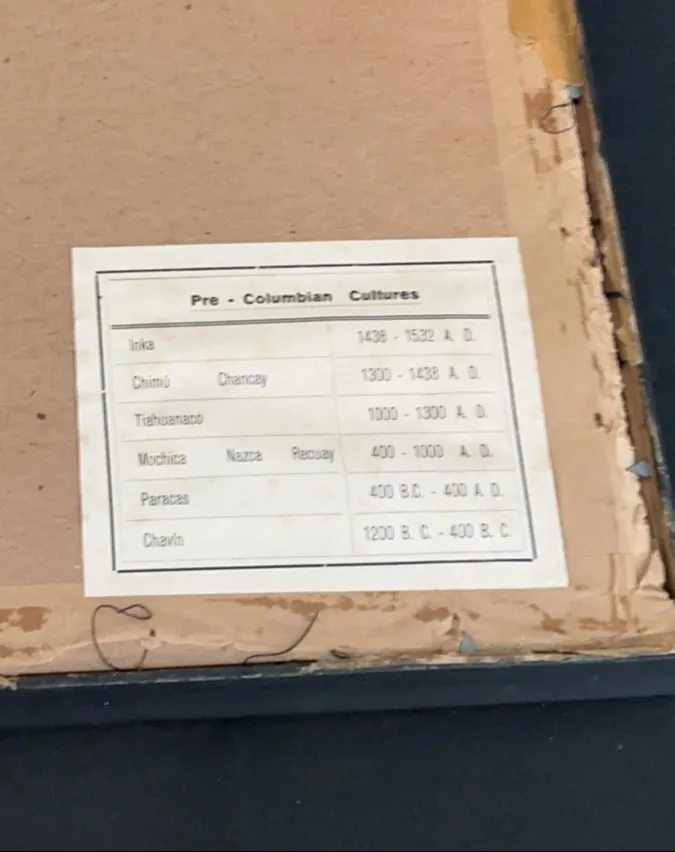 Pre - Columbian Cultures
Inka 1438 - 1532 A. D.
Chimú Chancay 1300 - 1438 A. D.
Tiahuanaco 1000 - 1300 A. D.
Mochica Nazca Recuay 400 - 1000 A. D.
Paracas 400 B.C. - 400 A. D.
Chavín 1200 B. C. - 400 B. C.